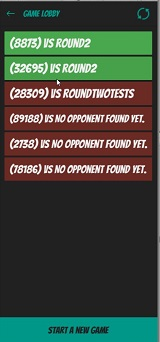 GAME LOBBY
(8873) VS ROUND2
(32695) VS ROUND2
(28309) VS ROUNDTWOTESTS
(89188) VS NO OPPONENT FOUND YET.
(2738) VS NO OPPONENT FOUND YET.
(78186) VS NO OPPONENT FOUND YET.
START A NEW GAME